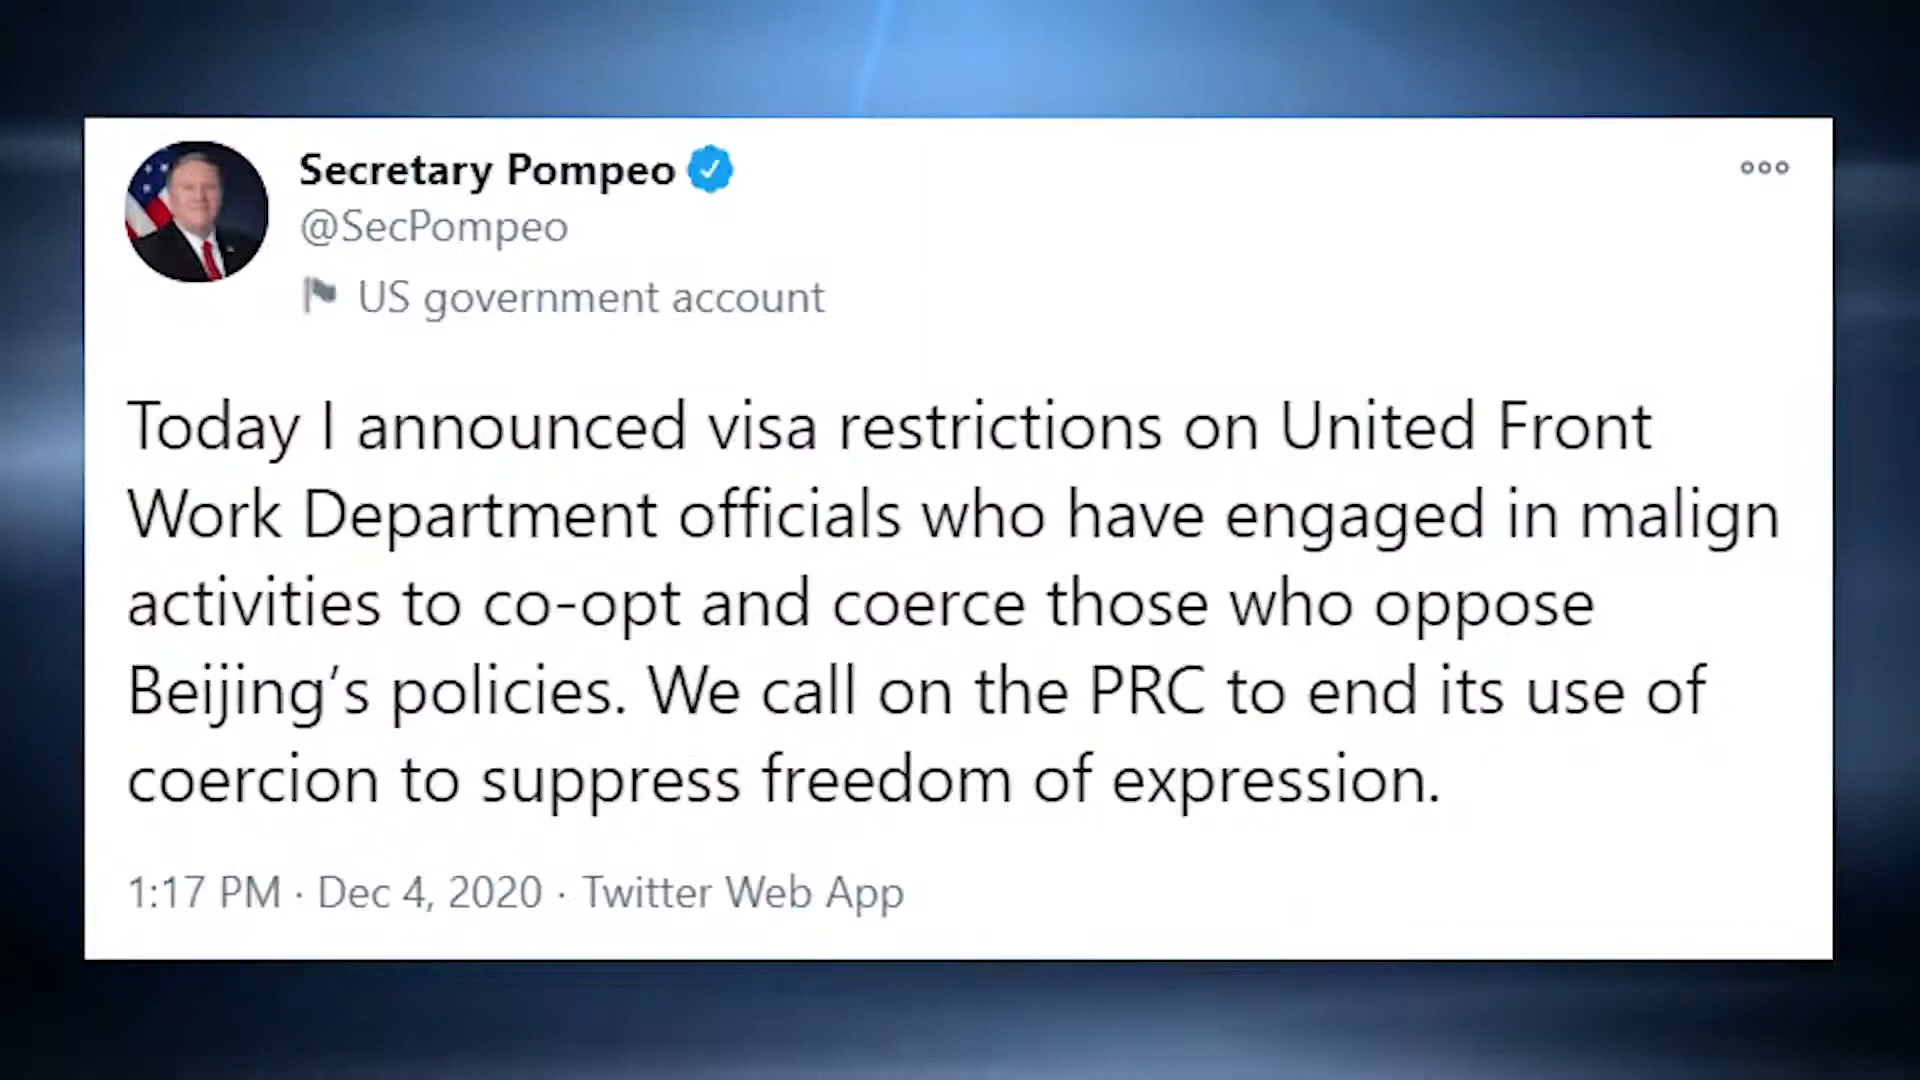 Secretary Pompeo
@SecPompeo
US government account
Today I announced visa restrictions on United Front
Work Department officials who have engaged in malign
activities to co-opt and coerce those who oppose
Beijing’s policies. We call on the PRC to end its use of
coercion to suppress freedom of expression.
1:17 PM · Dec 4, 2020 · Twitter Web App